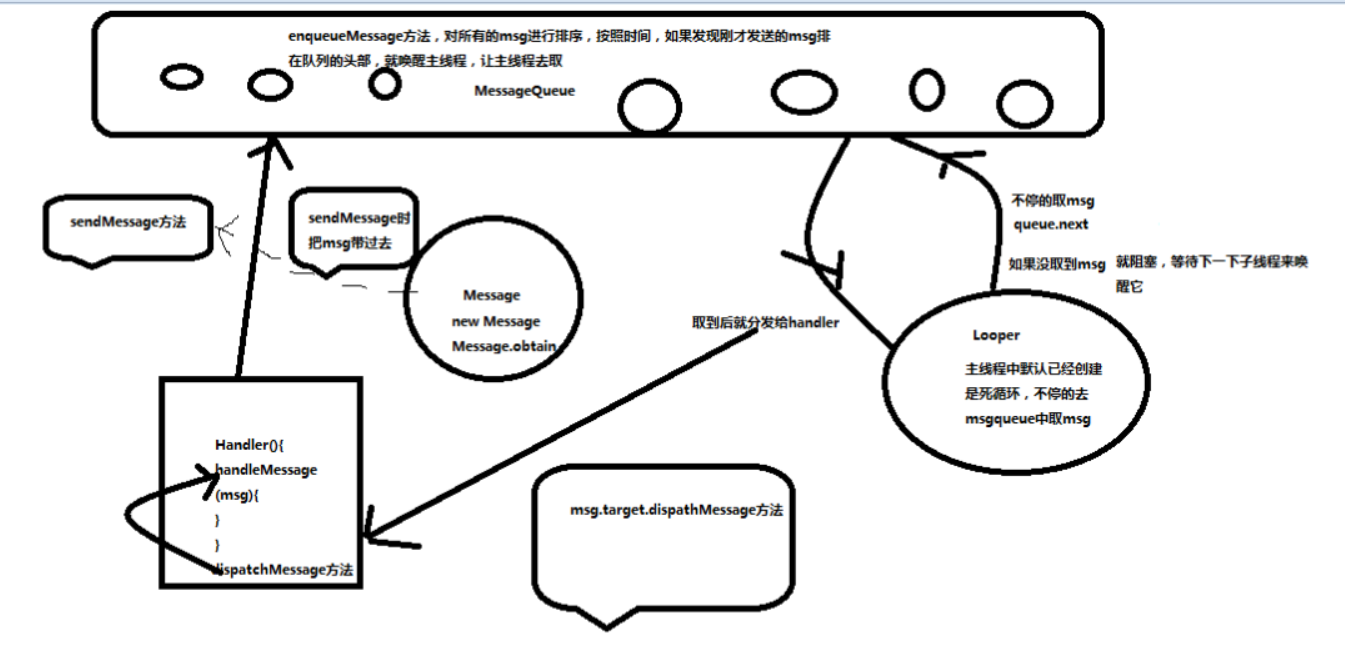 enqueueMessage方法，对所有的msg进行排序，按照时间，如果发现刚才发送的msg排
在队列的头部，就唤醒主线程，让主线程去取
MessageQueue
sendMessage方法
sendMessage时
把msg带过去
Message
new Message
Message.obtain
不停的取msg
queue.next
如果没取到msg
就阻塞，等待下一下子线程来唤
醒它
取到后就分发给handler
Looper
主线程中默认已经创建
是死循环，不停的去
msgqueue中取msg
Handler(){
handleMessage
(msg){
}
}
dispatchMessage方法
msg.target.dispathMessage方法